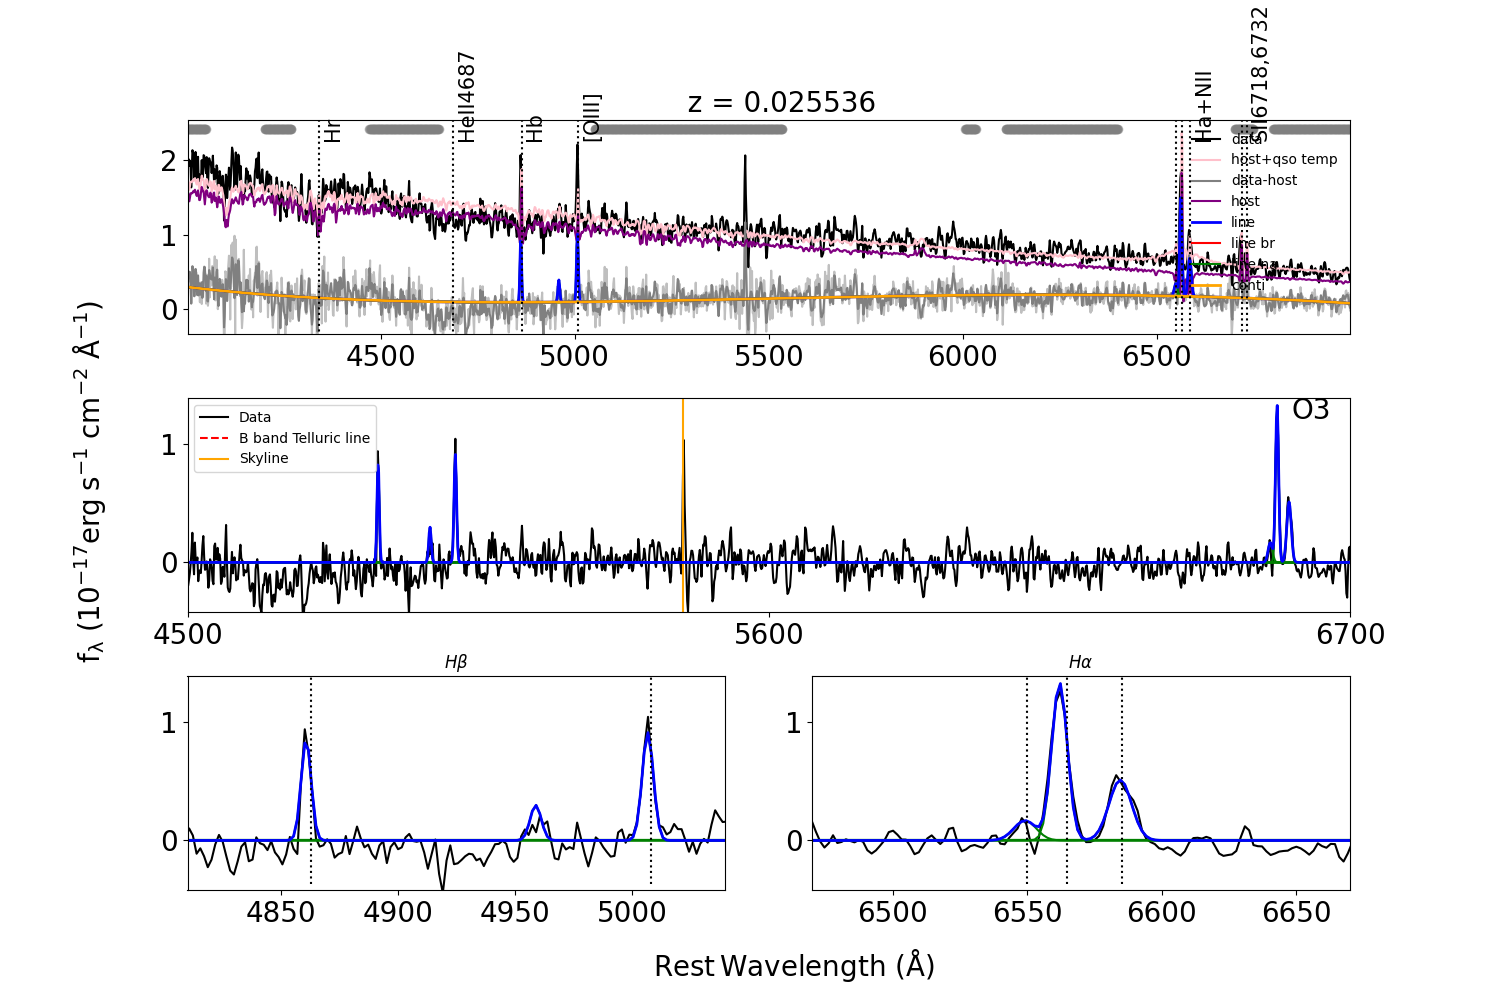 z = 0.025536
Hr
HeII4687
Hb
[OIII]
Ha+NII
SII6718,6732
data
host+qso temp
data-host
host
line
line br
conti
2
1
0
4500
5000
5500
6000
6500
fλ (10⁻¹⁷erg s⁻¹ cm⁻² Å⁻¹)
Data
B band Telluric line
Skyline
O3
1
0
4500
5600
6700
Hβ
1
0
4850
4900
4950
5000
Hα
1
0
6500
6550
6600
6650
Rest Wavelength (Å)